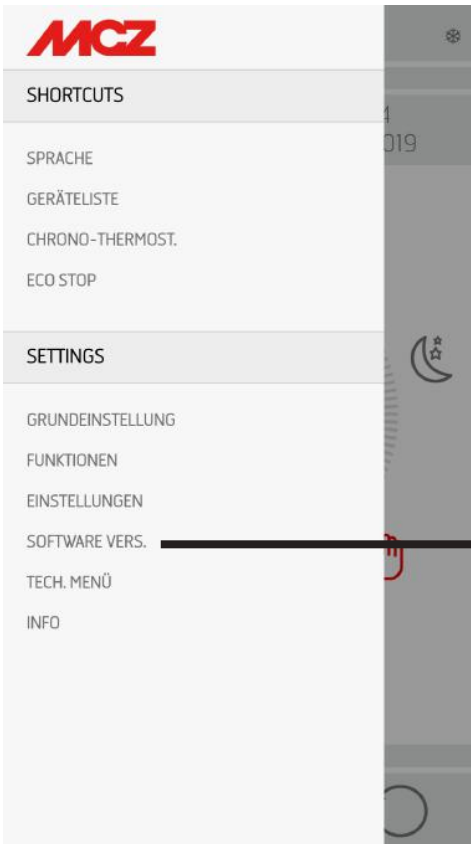 MCZ
SHORTCUTS
SPRACHE
GERÄTELISTE
CHRONO-THERMOST.
ECO STOP
SETTINGS
GRUNDEINSTELLUNG
FUNKTIONEN
EINSTELLUNGEN
SOFTWARE VERS.
TECH. MENÜ
INFO